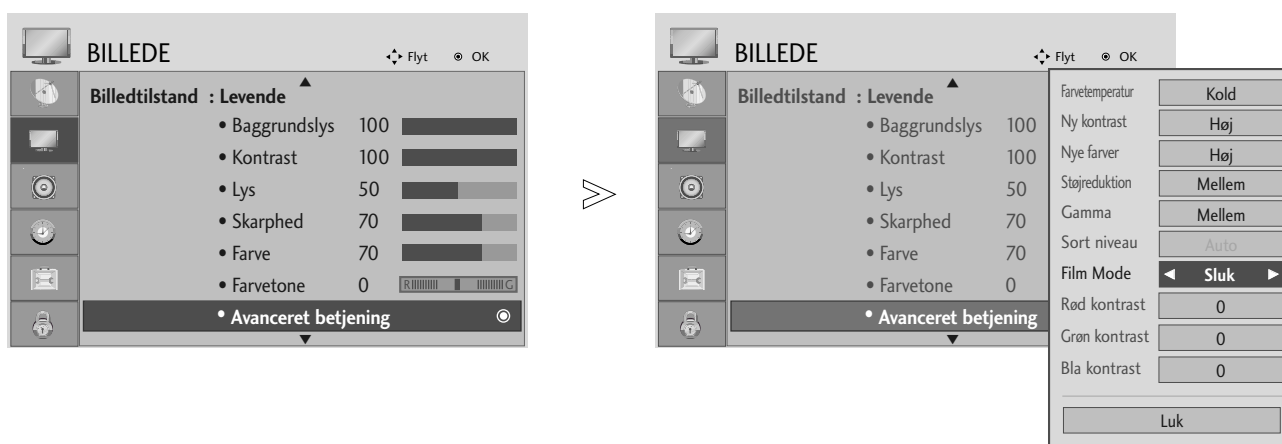 BILLEDE
Flyt OK
Billedtilstand : Levende
• Baggrundslys 100
• Kontrast 100
• Lys 50
• Skarphed 70
• Farve 70
• Farvetone 0 R G
• Avanceret betjening
BILLEDE
Flyt OK
Billedtilstand : Levende
• Baggrundslys 100
• Kontrast 100
• Lys 50
• Skarphed 70
• Farve 70
• Farvetone 0
• Avanceret betjening
Farvetemperatur Kold
Ny kontrast Høj
Nye farver Høj
Støjreduktion Mellem
Gamma Mellem
Sort niveau Auto
Film Mode ◄ Sluk ►
Rød kontrast 0
Grøn kontrast 0
Bla kontrast 0
Luk